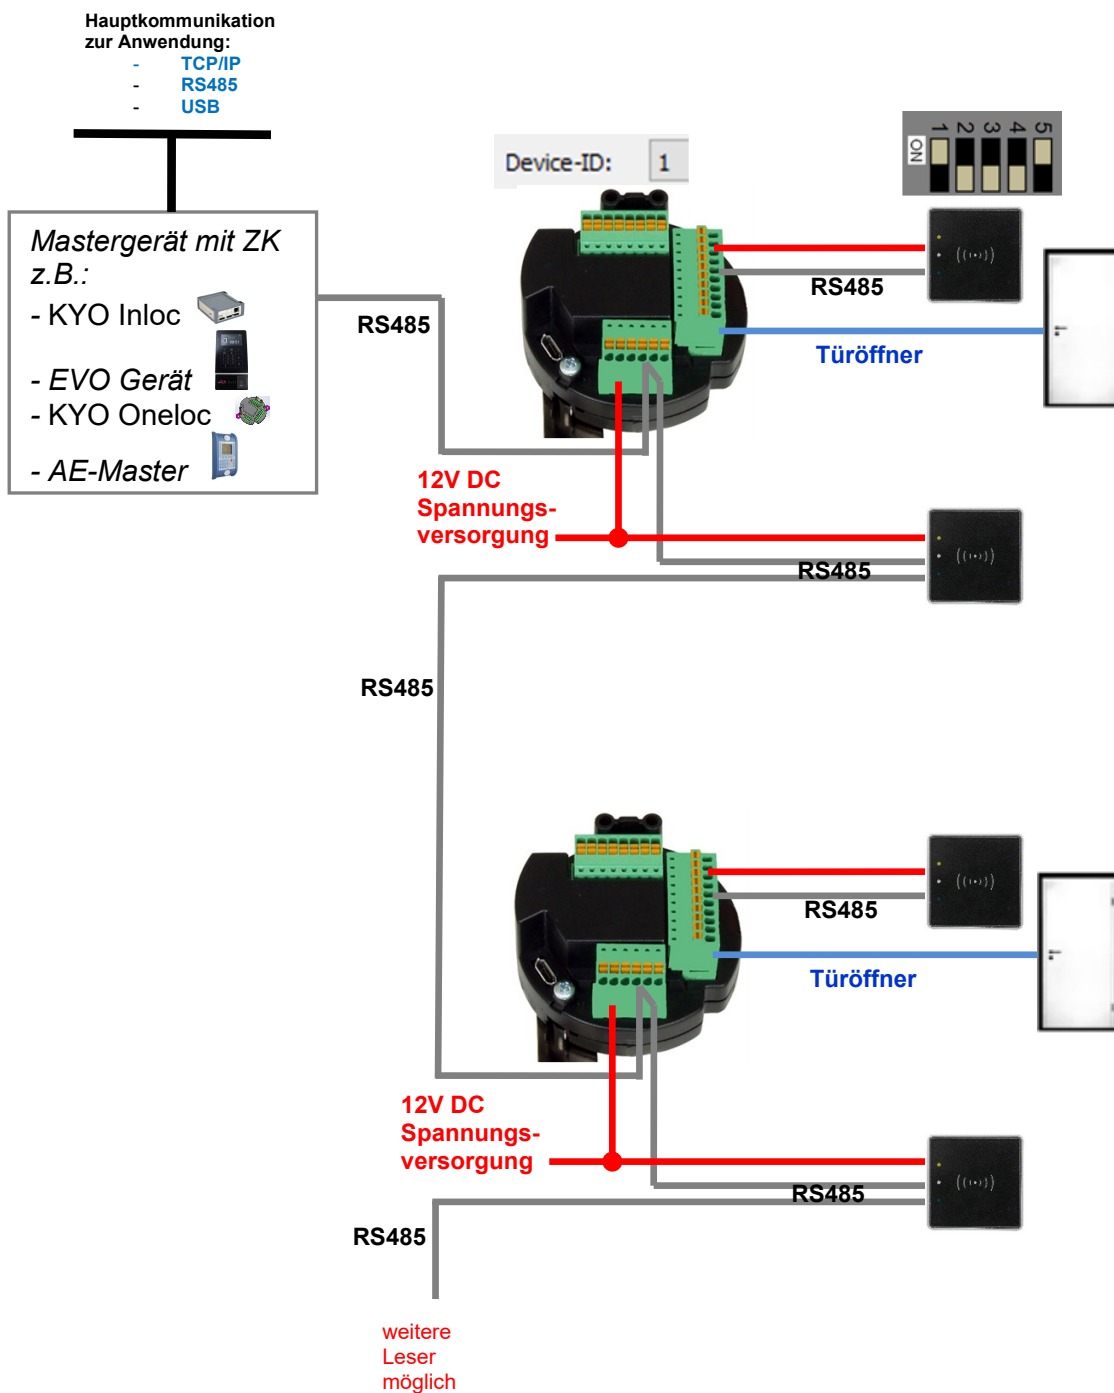 Hauptkommunikation
zur Anwendung:
- TCP/IP
- RS485
- USB
Device-ID: 1
1 2 3 4 5
ON
Mastergerät mit ZK
z.B.:
- KYO Inloc
- EVO Gerät
- KYO Oneloc
- AE-Master
RS485
RS485
Türöffner
12V DC
Spannungs-
versorgung
RS485
RS485
RS485
Türöffner
12V DC
Spannungs-
versorgung
RS485
RS485
weitere
Leser
möglich